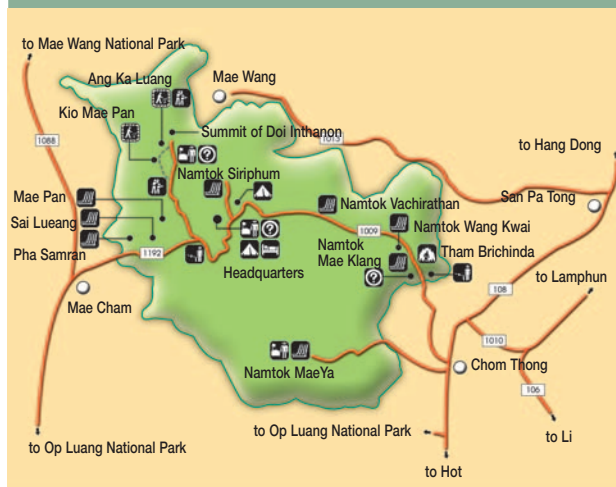 to Mae Wang National Park
Ang Ka Luang
Mae Wang
Kio Mae Pan
Summit of Doi Inthanon
1013
to Hang Dong
1088
Namtok Siriphum
Mae Pan
Namtok Vachirathan
San Pa Tong
Sai Lueang
1009
Namtok Wang Kwai
Pha Samran
Namtok
Mae Klang
Tham Brichinda
1192
Headquarters
to Lamphun
Mae Cham
108
1010
Chom Thong
Namtok MaeYa
106
to Op Luang National Park
to Op Luang National Park
to Li
to Hot